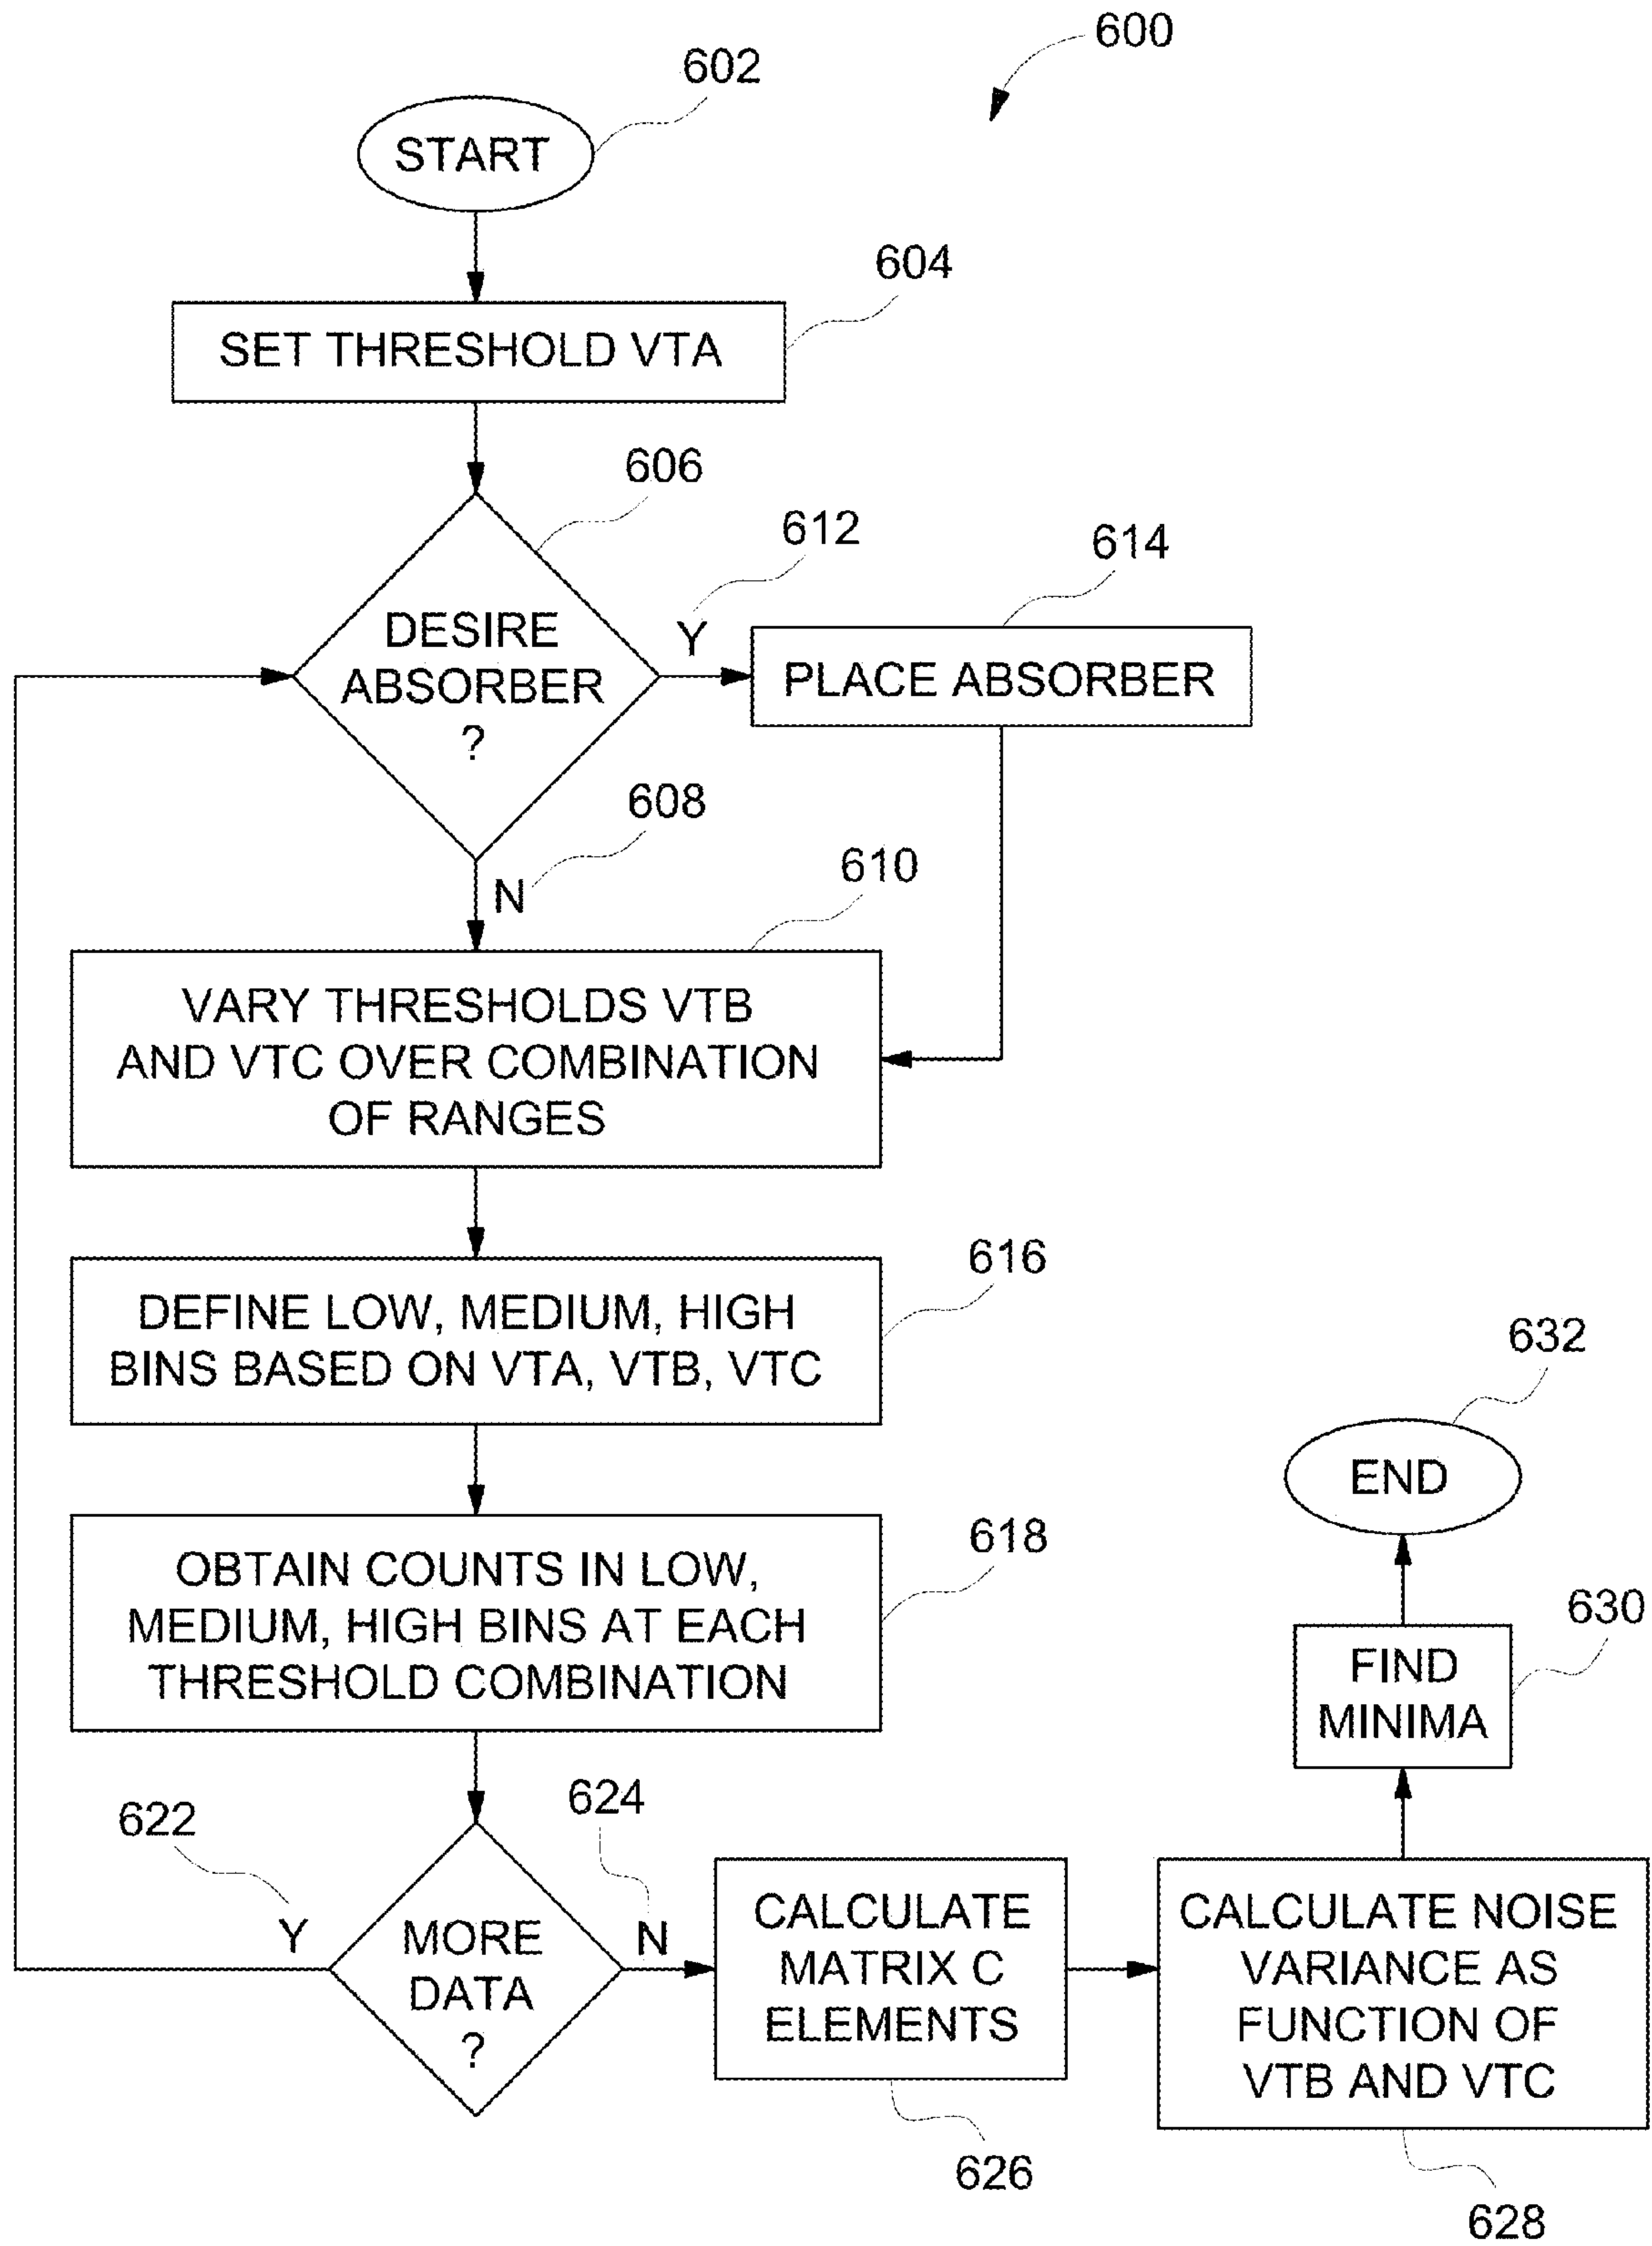 600
602
START
604
SET THRESHOLD VTA
606
612
614
DESIRE
ABSORBER
?
Y
PLACE ABSORBER
608
N
610
VARY THRESHOLDS VTB
AND VTC OVER COMBINATION
OF RANGES
616
DEFINE LOW, MEDIUM, HIGH
BINS BASED ON VTA, VTB, VTC
618
OBTAIN COUNTS IN LOW,
MEDIUM, HIGH BINS AT EACH
THRESHOLD COMBINATION
622
Y
624
N
MORE
DATA
?
CALCULATE
MATRIX C
ELEMENTS
626
CALCULATE NOISE
VARIANCE AS
FUNCTION OF
VTB AND VTC
628
FIND
MINIMA
630
END
632